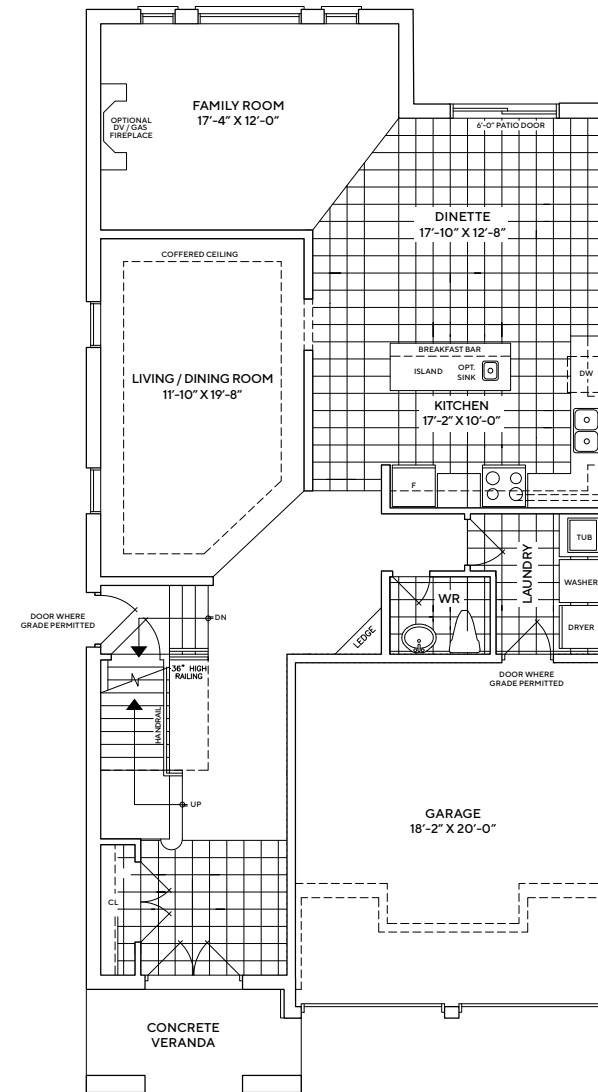 FAMILY ROOM
17'-4" X 12'-0"
OPTIONAL
DV / GAS
FIREPLACE
6'-0" PATIO DOOR
DINETTE
17'-10" X 12'-8"
COFFERED CEILING
LIVING / DINING ROOM
11'-10" X 19'-8"
BREAKFAST BAR
ISLAND
OPT.
SINK
DW
KITCHEN
17'-2" X 10'-0"
F
LAUNDRY
TUB
WASHER
DRYER
WR
LEDGE
DOOR WHERE
GRADE PERMITTED
DN
36" HIGH
RAILING
HANDRAIL
UP
DOOR WHERE
GRADE PERMITTED
GARAGE
18'-2" X 20'-0"
CL
CONCRETE
VERANDA